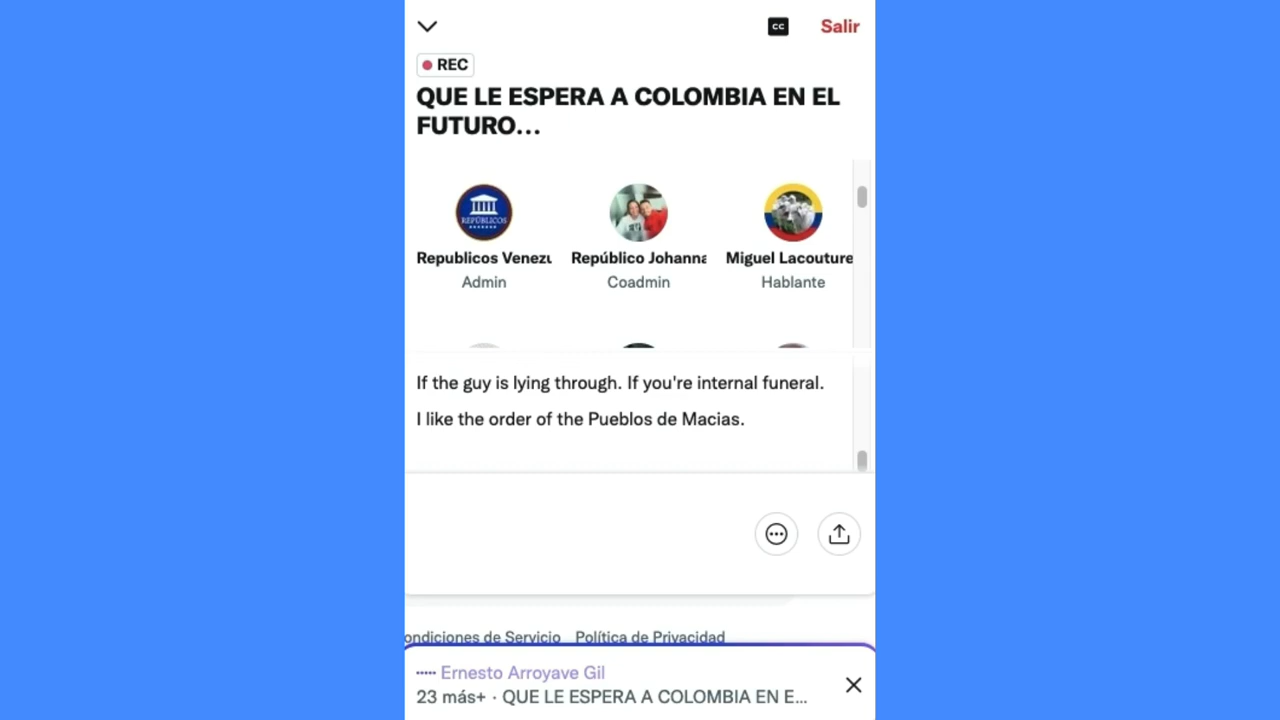 CC
Salir
REC
QUE LE ESPERA A COLOMBIA EN EL
FUTURO...
REPÚBLICOS
Republicos Venezu
República Johanna
Miguel Lacouture
Admin
Coadmin
Hablante
If the guy is lying through. If you're internal funeral.
I like the order of the Pueblos de Macias.
ondiciones de Servicio Política de Privacidad
Ernesto Arroyave Gil
23 más+ · QUE LE ESPERA A COLOMBIA EN E...